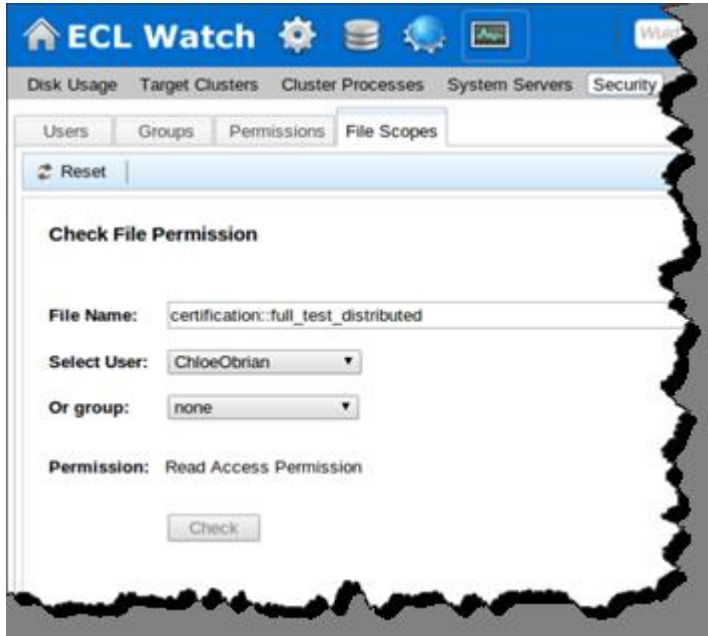 ECL Watch
Disk Usage Target Clusters Cluster Processes System Servers Security
Users Groups Permissions File Scopes
Reset
Check File Permission
File Name: certification::full_test_distributed
Select User: ChloeObrian
Or group: none
Permission: Read Access Permission
Check